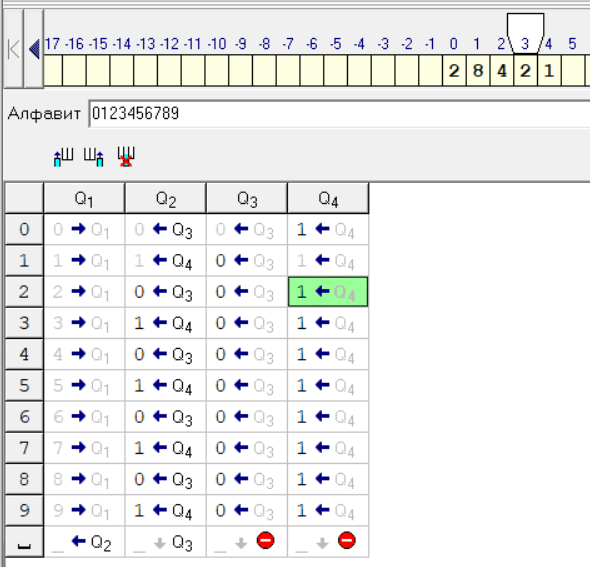 -17 -16 -15 -14 -13 -12 -11 -10 -9 -8 -7 -6 -5 -4 -3 -2 -1 0 1 2 3 4 5
2 8 4 2 1
Алфавит 0123456789
Q1 Q2 Q3 Q4
0 0 → Q1 0 ← Q3 0 ← Q3 1 ← Q4
1 1 → Q1 1 ← Q4 0 ← Q3 1 ← Q4
2 2 → Q1 0 ← Q3 0 ← Q3 1 ← Q4
3 3 → Q1 1 ← Q4 0 ← Q3 1 ← Q4
4 4 → Q1 0 ← Q3 0 ← Q3 1 ← Q4
5 5 → Q1 1 ← Q4 0 ← Q3 1 ← Q4
6 6 → Q1 0 ← Q3 0 ← Q3 1 ← Q4
7 7 → Q1 1 ← Q4 0 ← Q3 1 ← Q4
8 8 → Q1 0 ← Q3 0 ← Q3 1 ← Q4
9 9 → Q1 1 ← Q4 0 ← Q3 1 ← Q4
␣ _ ← Q2 _ ↓ Q3 _ ↓ _ ↓